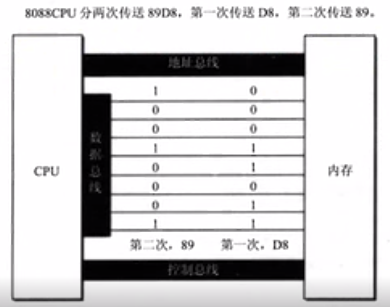 8088CPU 分两次传送 89D8，第一次传送 D8，第二次传送 89。
地址总线
CPU
数据总线
内存
1 0
0 0
0 0
1 1
0 1
0 0
0 1
1 1
第二次，89 第一次，D8
控制总线